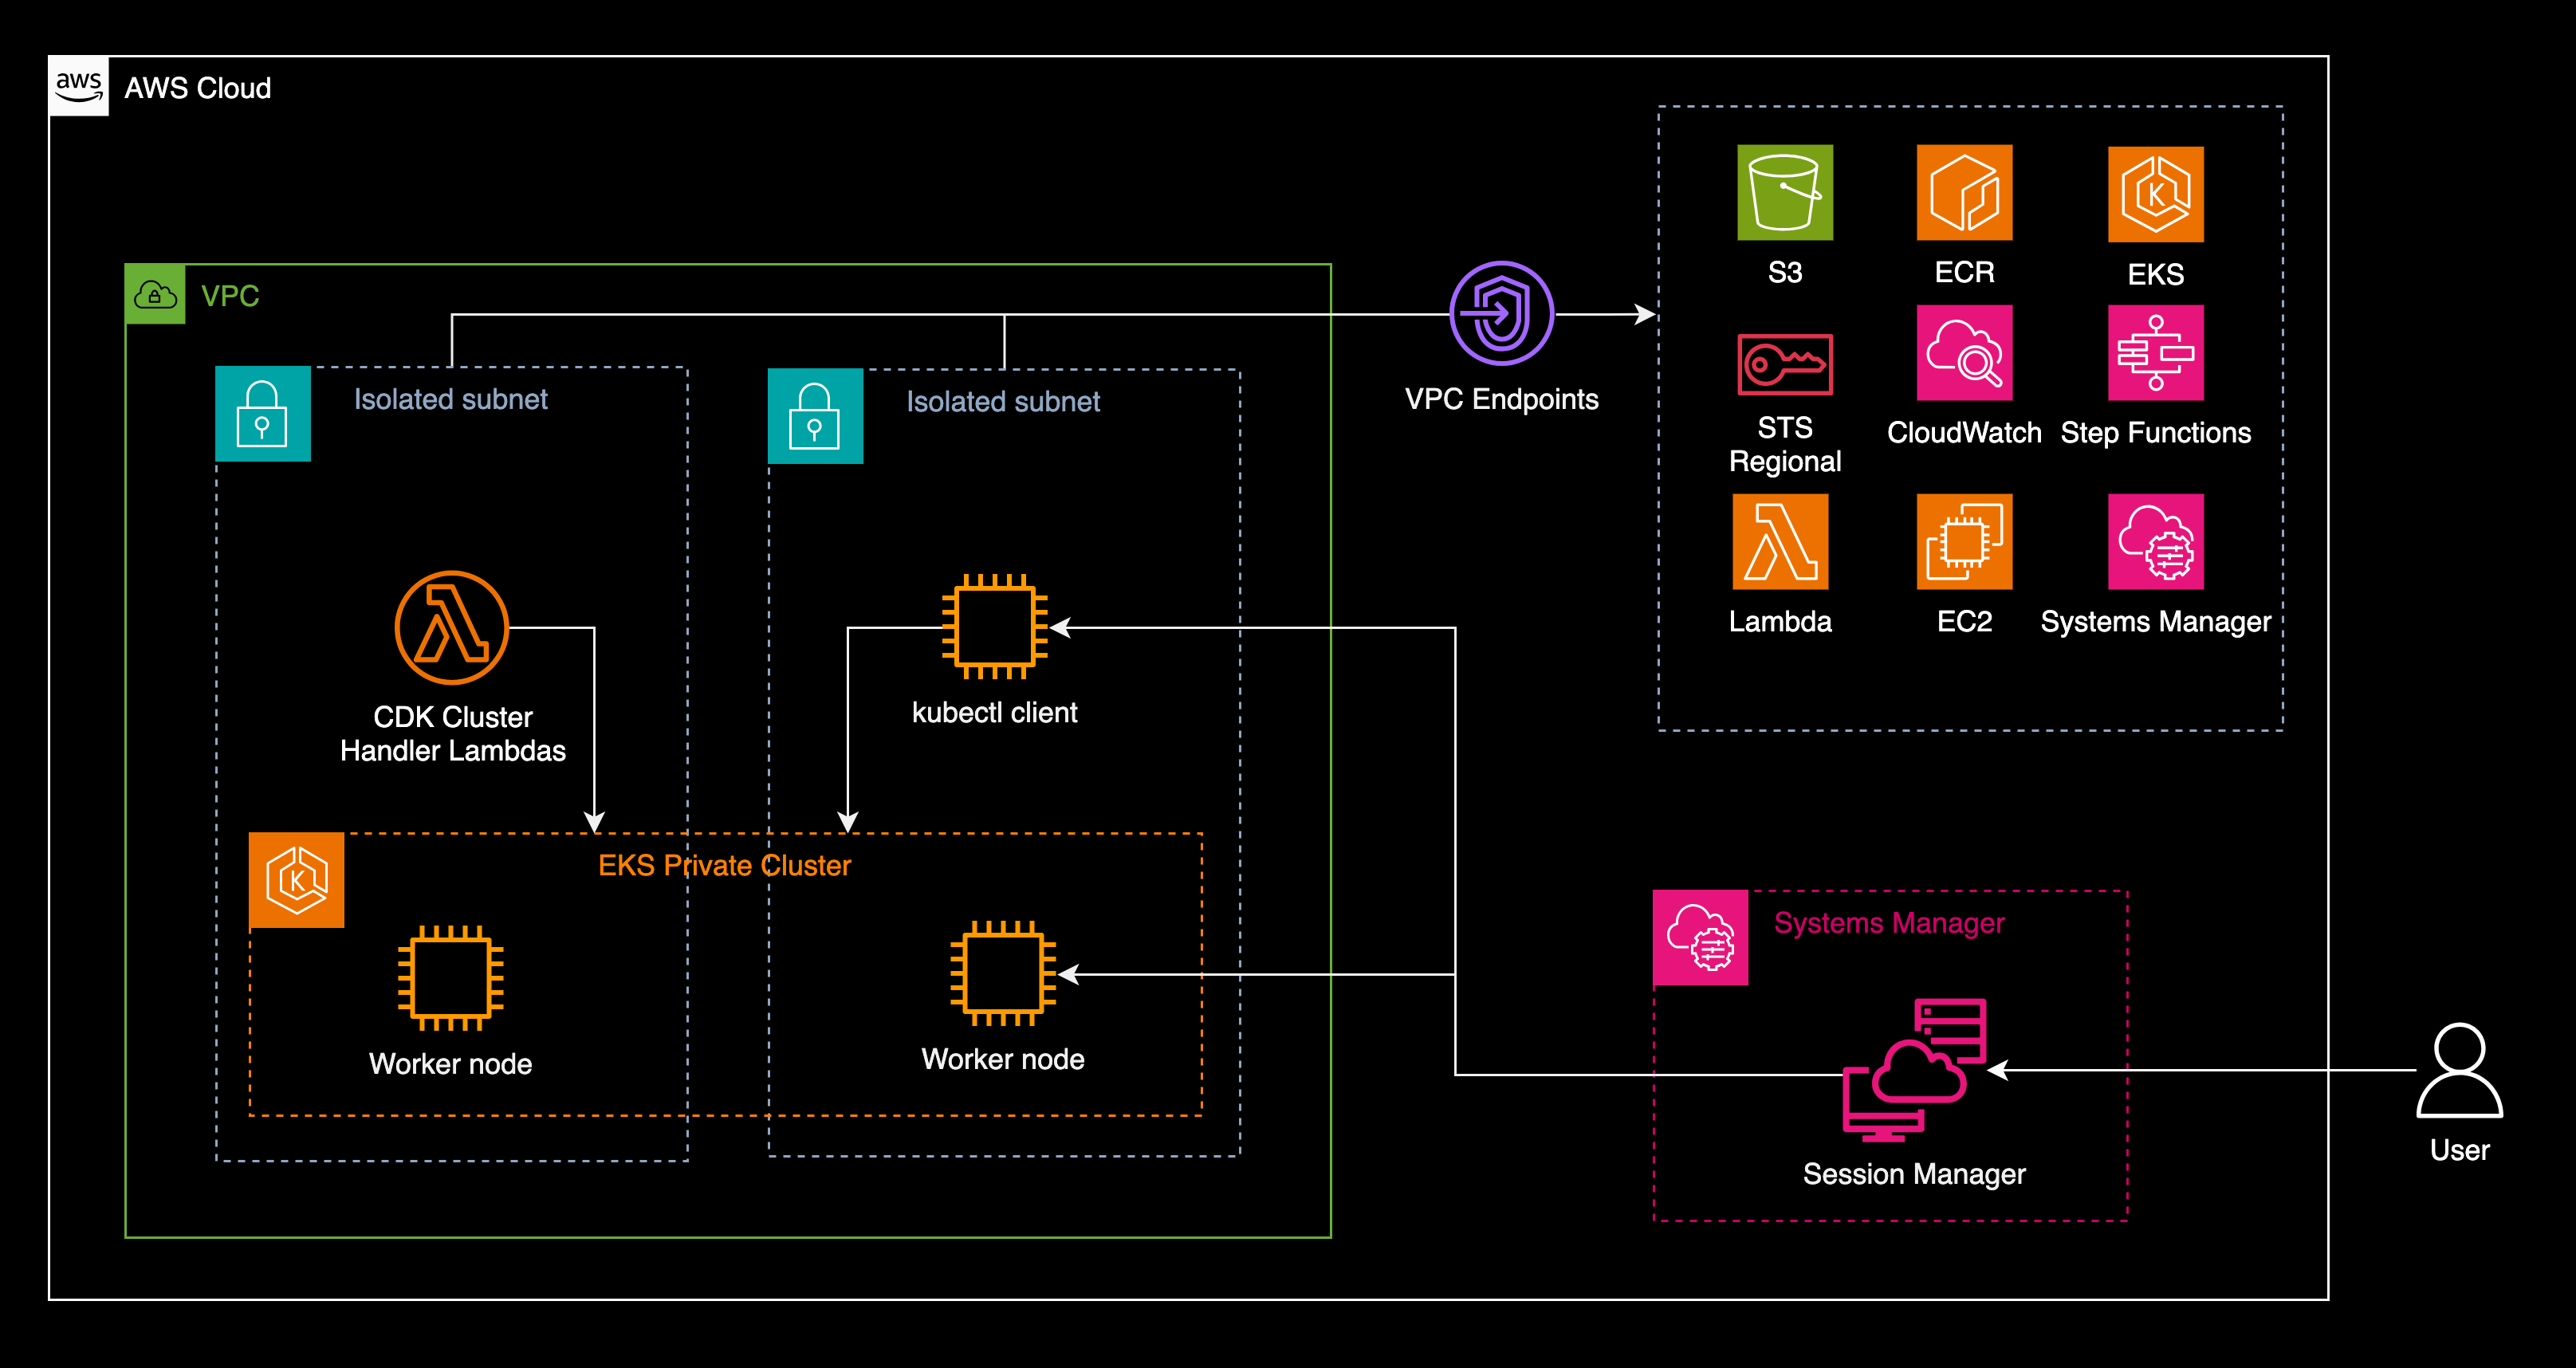 aws
AWS Cloud
VPC
Isolated subnet
Isolated subnet
VPC Endpoints
S3
ECR
K
EKS
STS
Regional
CloudWatch
Step Functions
Lambda
EC2
Systems Manager
CDK Cluster
Handler Lambdas
kubectl client
K
EKS Private Cluster
Worker node
Worker node
Systems Manager
Session Manager
User